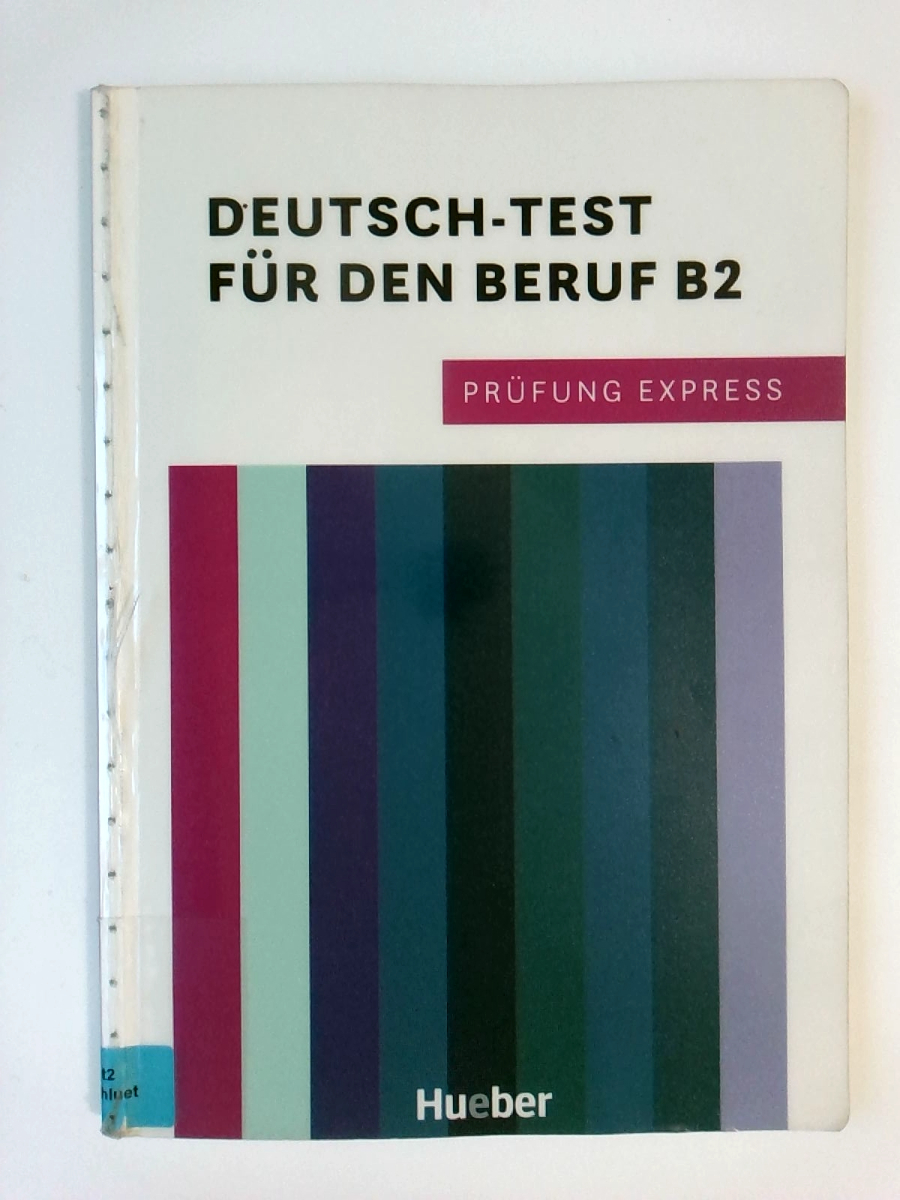 DEUTSCH-TEST
FÜR DEN BERUF B2
PRÜFUNG EXPRESS
Hueber